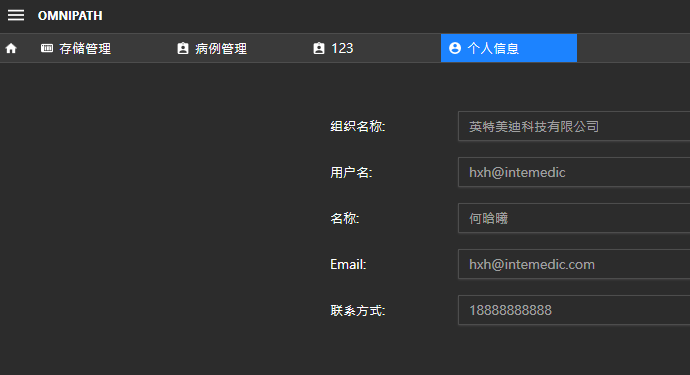 OMNIPATH
存储管理 病例管理 123 个人信息
组织名称: 英特美迪科技有限公司
用户名: hxh@intemedic
名称: 何晗曦
Email: hxh@intemedic.com
联系方式: 18888888888